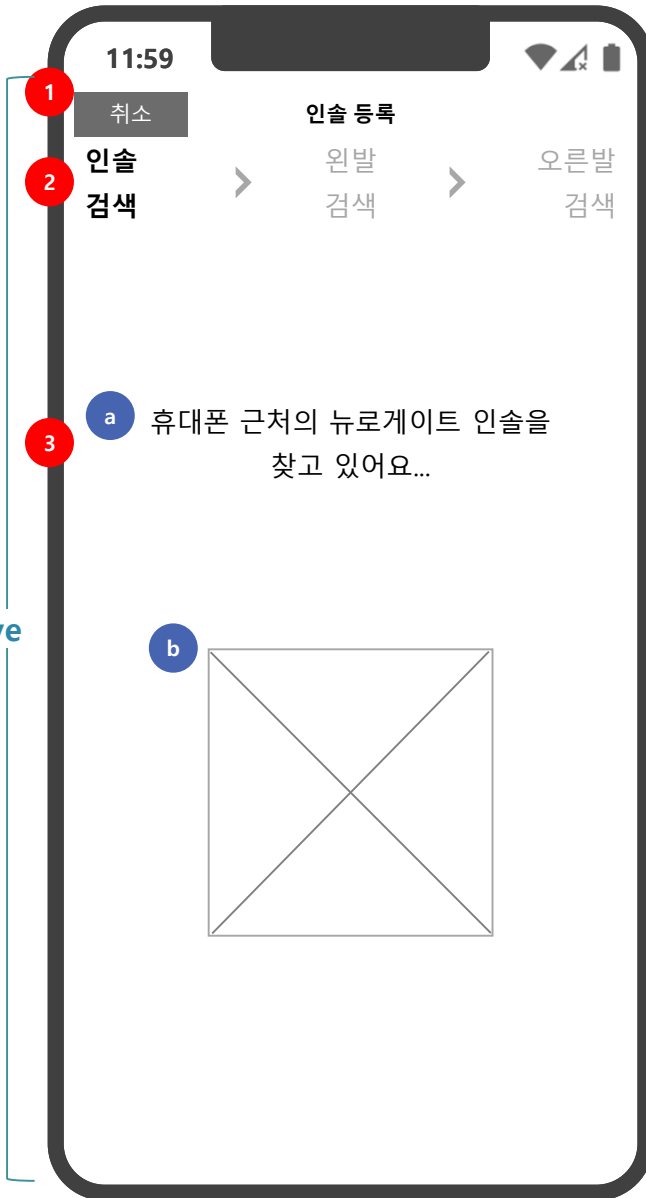 11:59
1
취소
인솔 등록
2
인솔
검색
왼발
검색
오른발
검색
3
a
휴대폰 근처의 뉴로게이트 인솔을
찾고 있어요...
b